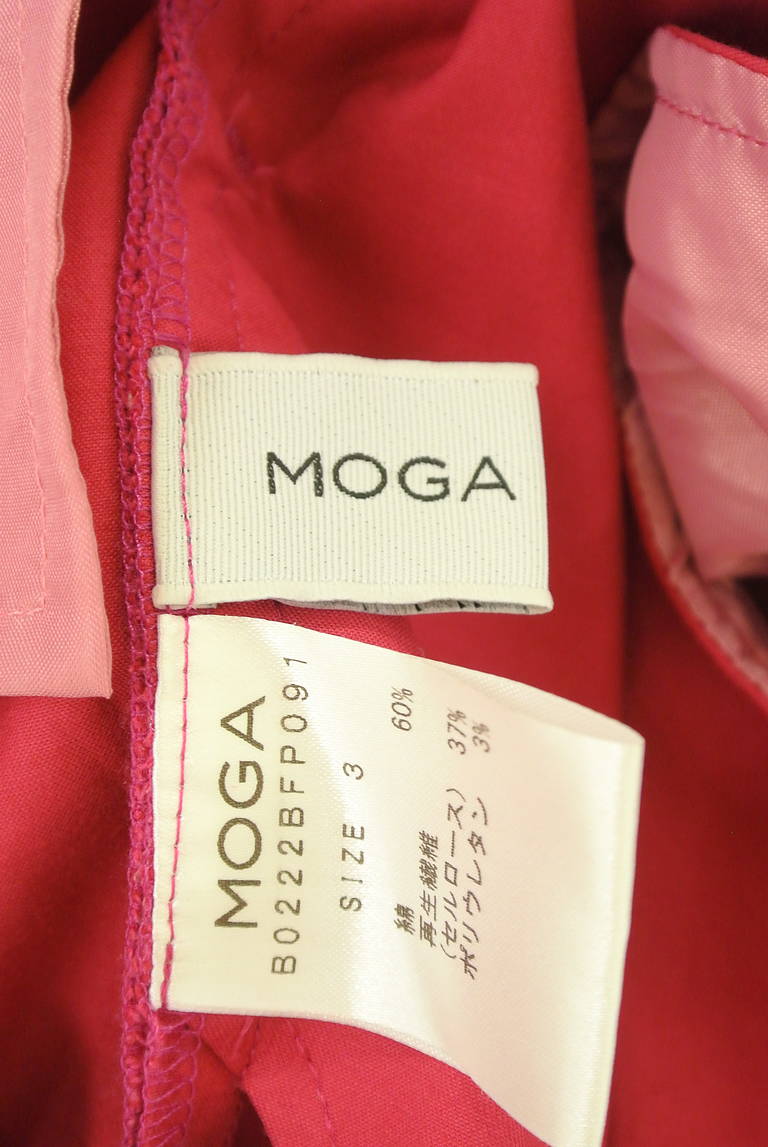 MOGA
MOGA
B0222BFP091
SIZE 3
綿 60%
再生繊維
(セルロース) 37%
ポリウレタン 3%